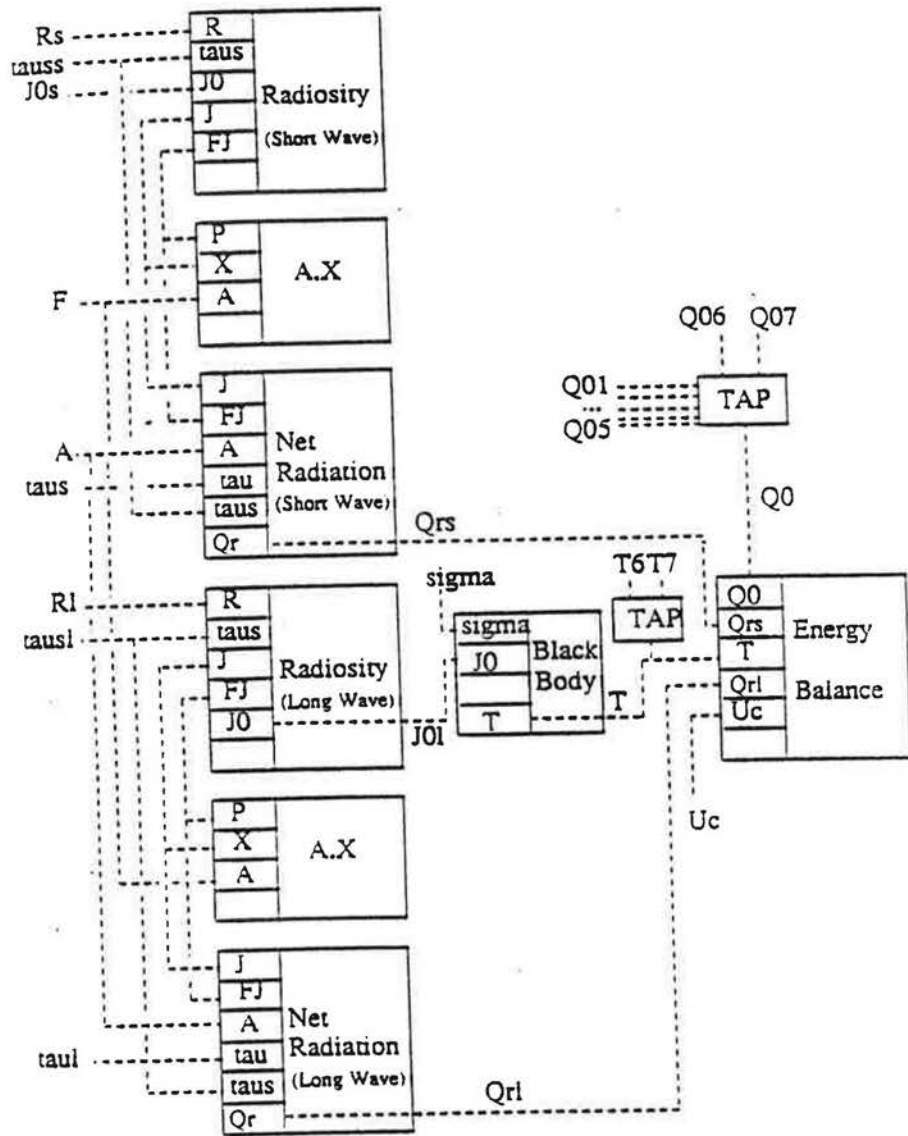 Rs
tauss
J0s
R
taus
J0
J
FJ
Radiosity
(Short Wave)
P
X
A
A.X
F
J
FJ
A
tau
taus
Qr
Net
Radiation
(Short Wave)
A
taus
Qrs
Q06 Q07
Q01
...
Q05
TAP
Q0
Rl
tausl
R
taus
J
FJ
J0
Radiosity
(Long Wave)
J0l
sigma
sigma
J0
T
Black
Body
T6T7
TAP
T
Q0
Qrs
T
Qrl
Uc
Energy
Balance
Uc
P
X
A
A.X
J
FJ
A
tau
taus
Qr
Net
Radiation
(Long Wave)
taul
Qrl